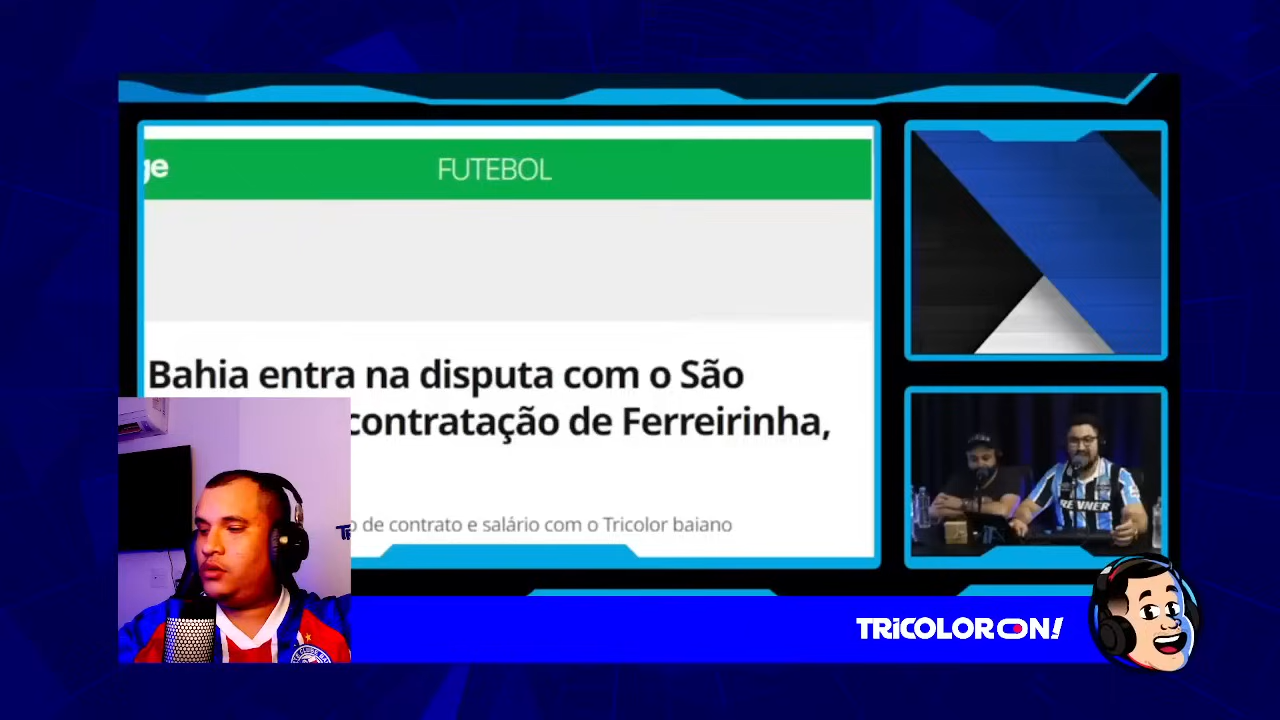 ge
FUTEBOL
Bahia entra na disputa com o São
contratação de Ferreirinha,
de contrato e salário com o Tricolor baiano
RENNER
TRiCOLOR ON!